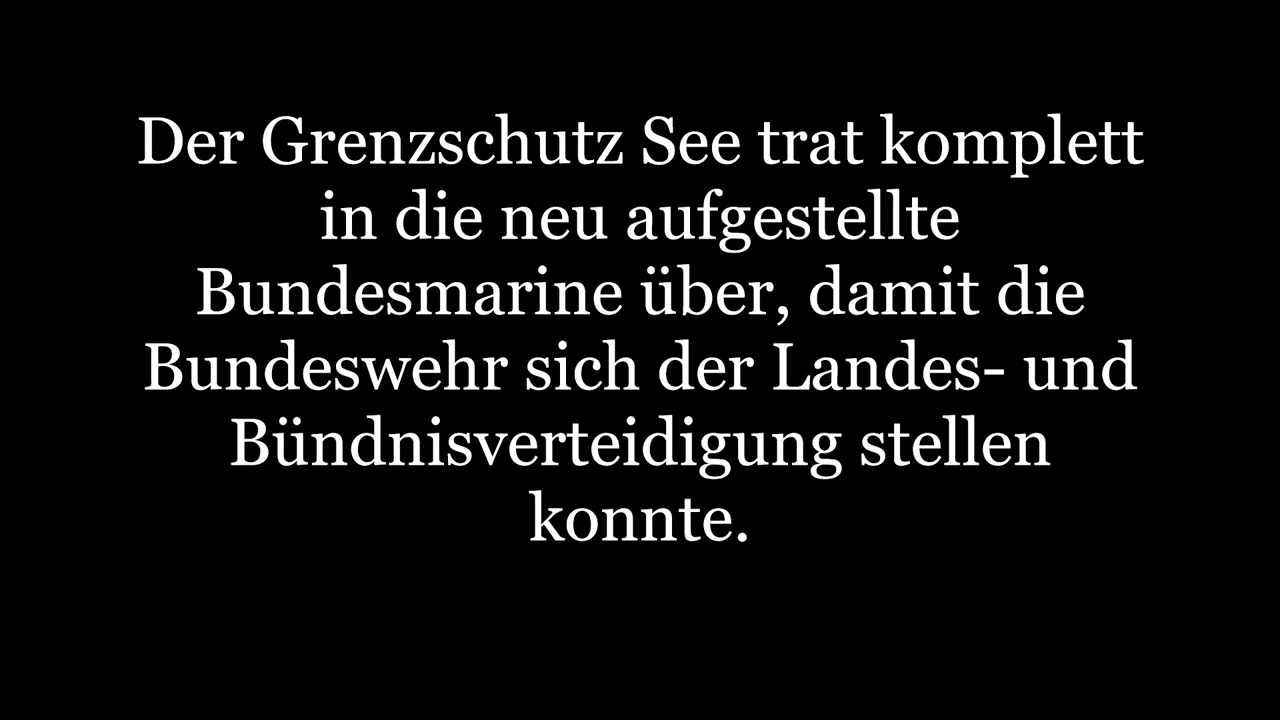 Der Grenzschutz See trat komplett
in die neu aufgestellte
Bundesmarine über, damit die
Bundeswehr sich der Landes- und
Bündnisverteidigung stellen
konnte.